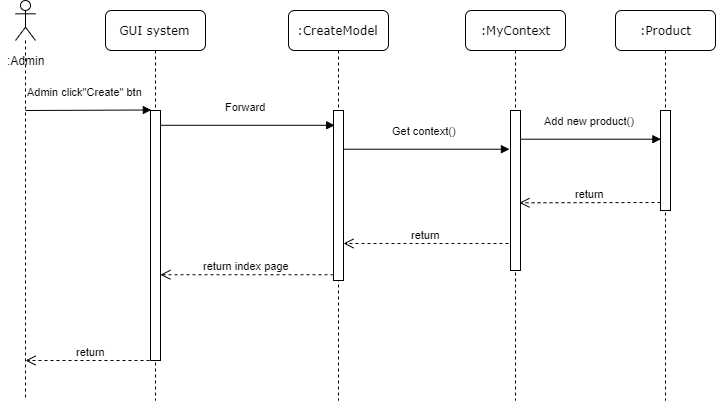 GUI system
:CreateModel
:MyContext
:Product
:Admin
Admin click"Create" btn
Forward
Get context()
Add new product()
return
return
return index page
return